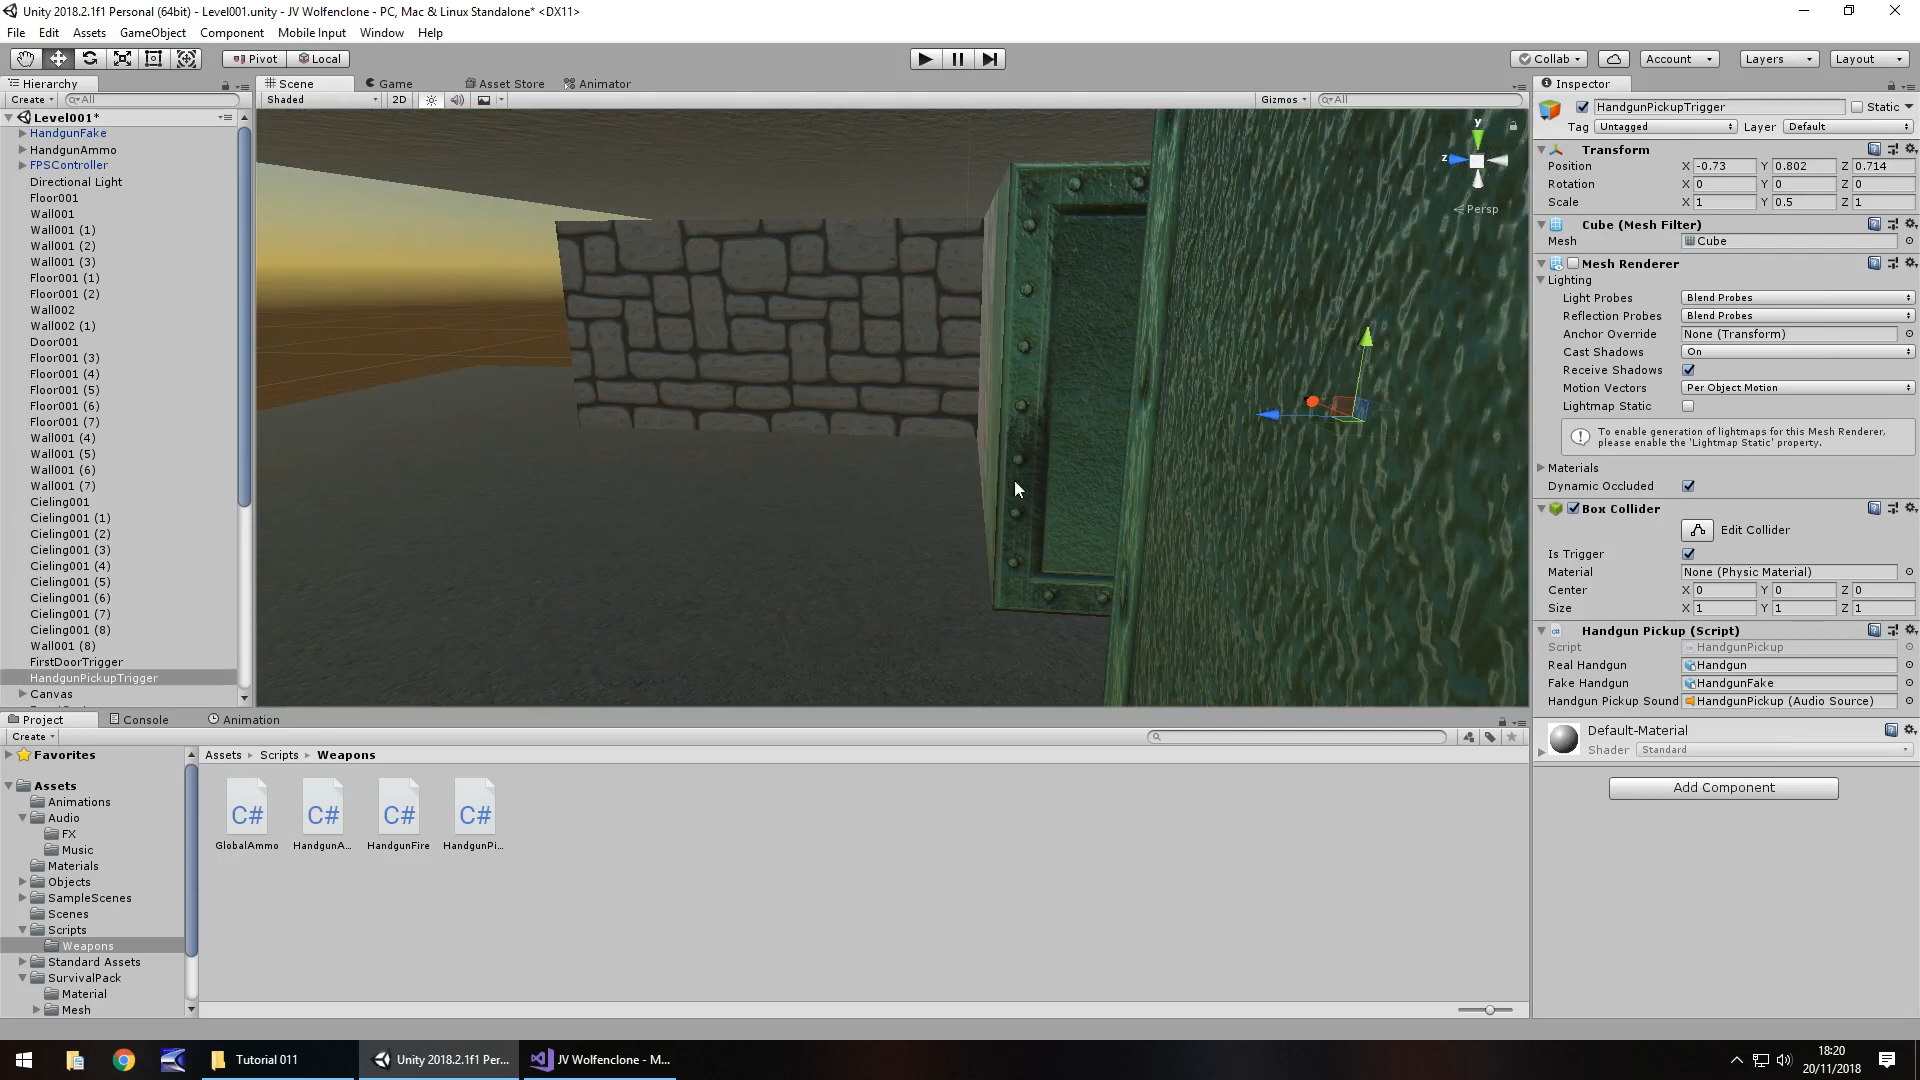 Unity 2018.2.1f1 Personal (64bit) - Level001.unity - JV Wolfenclone - PC, Mac & Linux Standalone* <DX11>
File Edit Assets GameObject Component Mobile Input Window Help
Pivot Local Collab Account Layers Layout
Hierarchy
Create All
Level001*
HandgunFake
HandgunAmmo
FPSController
Directional Light
Floor001
Wall001
Wall001 (1)
Wall001 (2)
Wall001 (3)
Floor001 (1)
Floor001 (2)
Wall002
Wall002 (1)
Door001
Floor001 (3)
Floor001 (4)
Floor001 (5)
Floor001 (6)
Floor001 (7)
Wall001 (4)
Wall001 (5)
Wall001 (6)
Wall001 (7)
Cieling001
Cieling001 (1)
Cieling001 (2)
Cieling001 (3)
Cieling001 (4)
Cieling001 (5)
Cieling001 (6)
Cieling001 (7)
Cieling001 (8)
Wall001 (8)
FirstDoorTrigger
HandgunPickupTrigger
Canvas
Scene Game Asset Store Animator
Shaded 2D Gizmos All
y
z
Persp
Inspector
HandgunPickupTrigger Static
Tag Untagged Layer Default
Transform
Position X -0.73 Y 0.802 Z 0.714
Rotation X 0 Y 0 Z 0
Scale X 1 Y 0.5 Z 1
Cube (Mesh Filter)
Mesh Cube
Mesh Renderer
Lighting
Light Probes Blend Probes
Reflection Probes Blend Probes
Anchor Override None (Transform)
Cast Shadows On
Receive Shadows
Motion Vectors Per Object Motion
Lightmap Static
To enable generation of lightmaps for this Mesh Renderer,
please enable the 'Lightmap Static' property.
Materials
Dynamic Occluded
Box Collider
Edit Collider
Is Trigger
Material None (Physic Material)
Center X 0 Y 0 Z 0
Size X 1 Y 1 Z 1
Handgun Pickup (Script)
Script HandgunPickup
Real Handgun Handgun
Fake Handgun HandgunFake
Handgun Pickup Sound HandgunPickup (Audio Source)
Default-Material
Shader Standard
Add Component
Project Console Animation
Create
Favorites
Assets
Animations
Audio
FX
Music
Materials
Objects
SampleScenes
Scenes
Scripts
Weapons
Standard Assets
SurvivalPack
Material
Mesh
Assets Scripts Weapons
C# C# C# C#
GlobalAmmo HandgunA... HandgunFire HandgunPi...
Tutorial 011 Unity 2018.2.1f1 Per... JV Wolfenclone - M...
18:20
20/11/2018